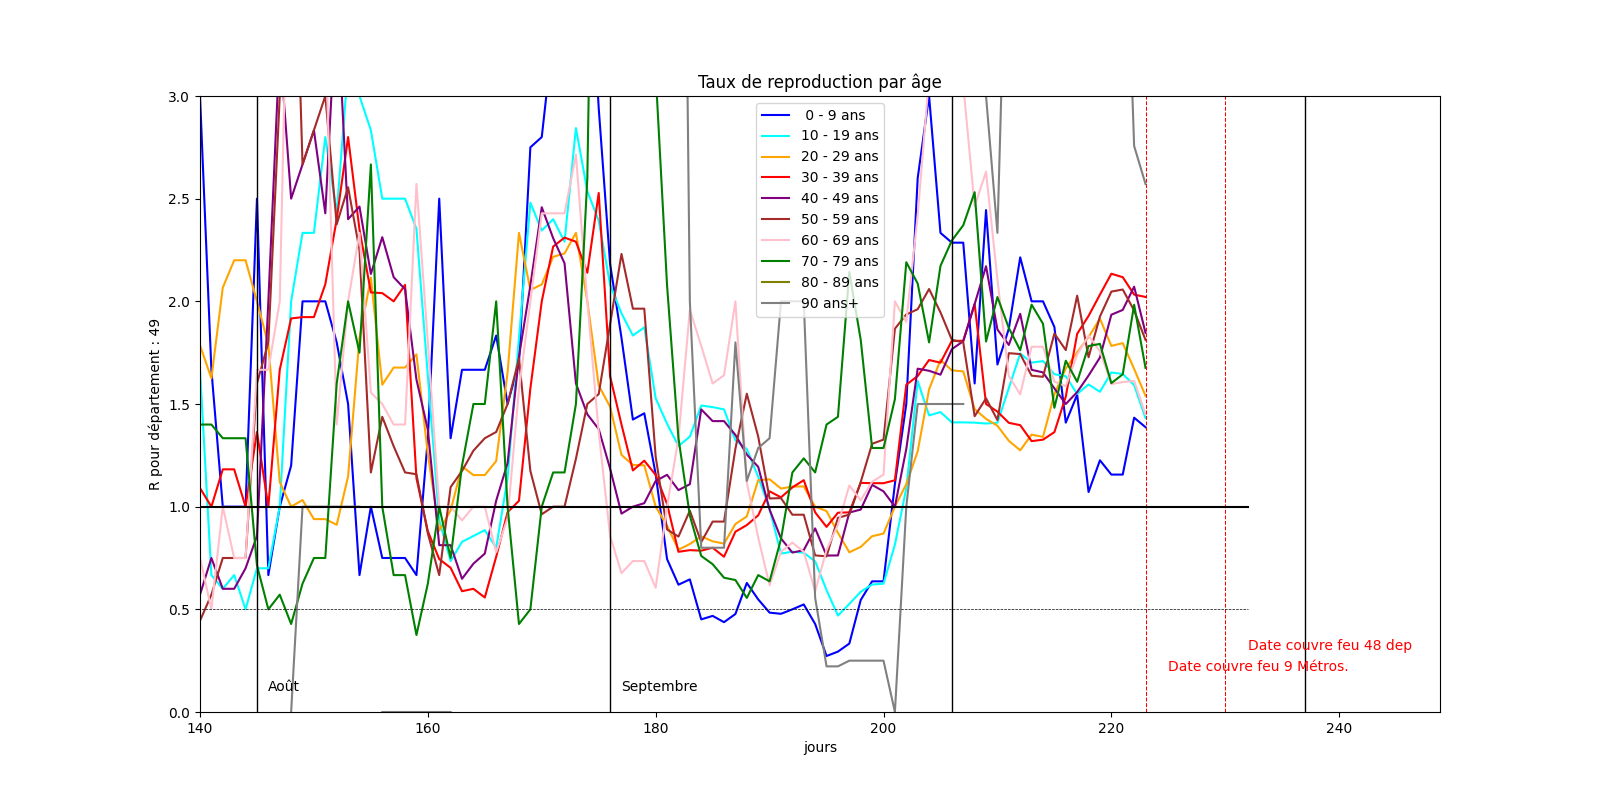 Taux de reproduction par âge
R pour département : 49
3.0
2.5
2.0
1.5
1.0
0.5
0.0
0 - 9 ans
10 - 19 ans
20 - 29 ans
30 - 39 ans
40 - 49 ans
50 - 59 ans
60 - 69 ans
70 - 79 ans
80 - 89 ans
90 ans+
Date couvre feu 48 dep
Date couvre feu 9 Métros.
Août
Septembre
140
160
180
200
220
240
jours